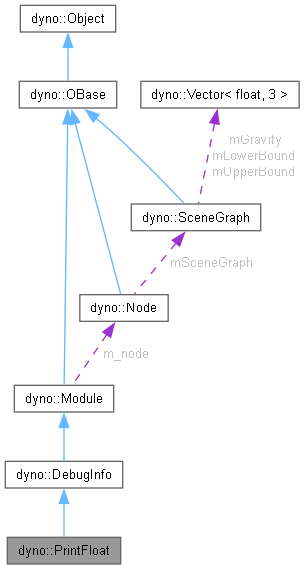 dyno::Object
dyno::OBase
dyno::Vector< float, 3 >
mGravity
mLowerBound
mUpperBound
dyno::SceneGraph
mSceneGraph
dyno::Node
m_node
dyno::Module
dyno::DebugInfo
dyno::PrintFloat